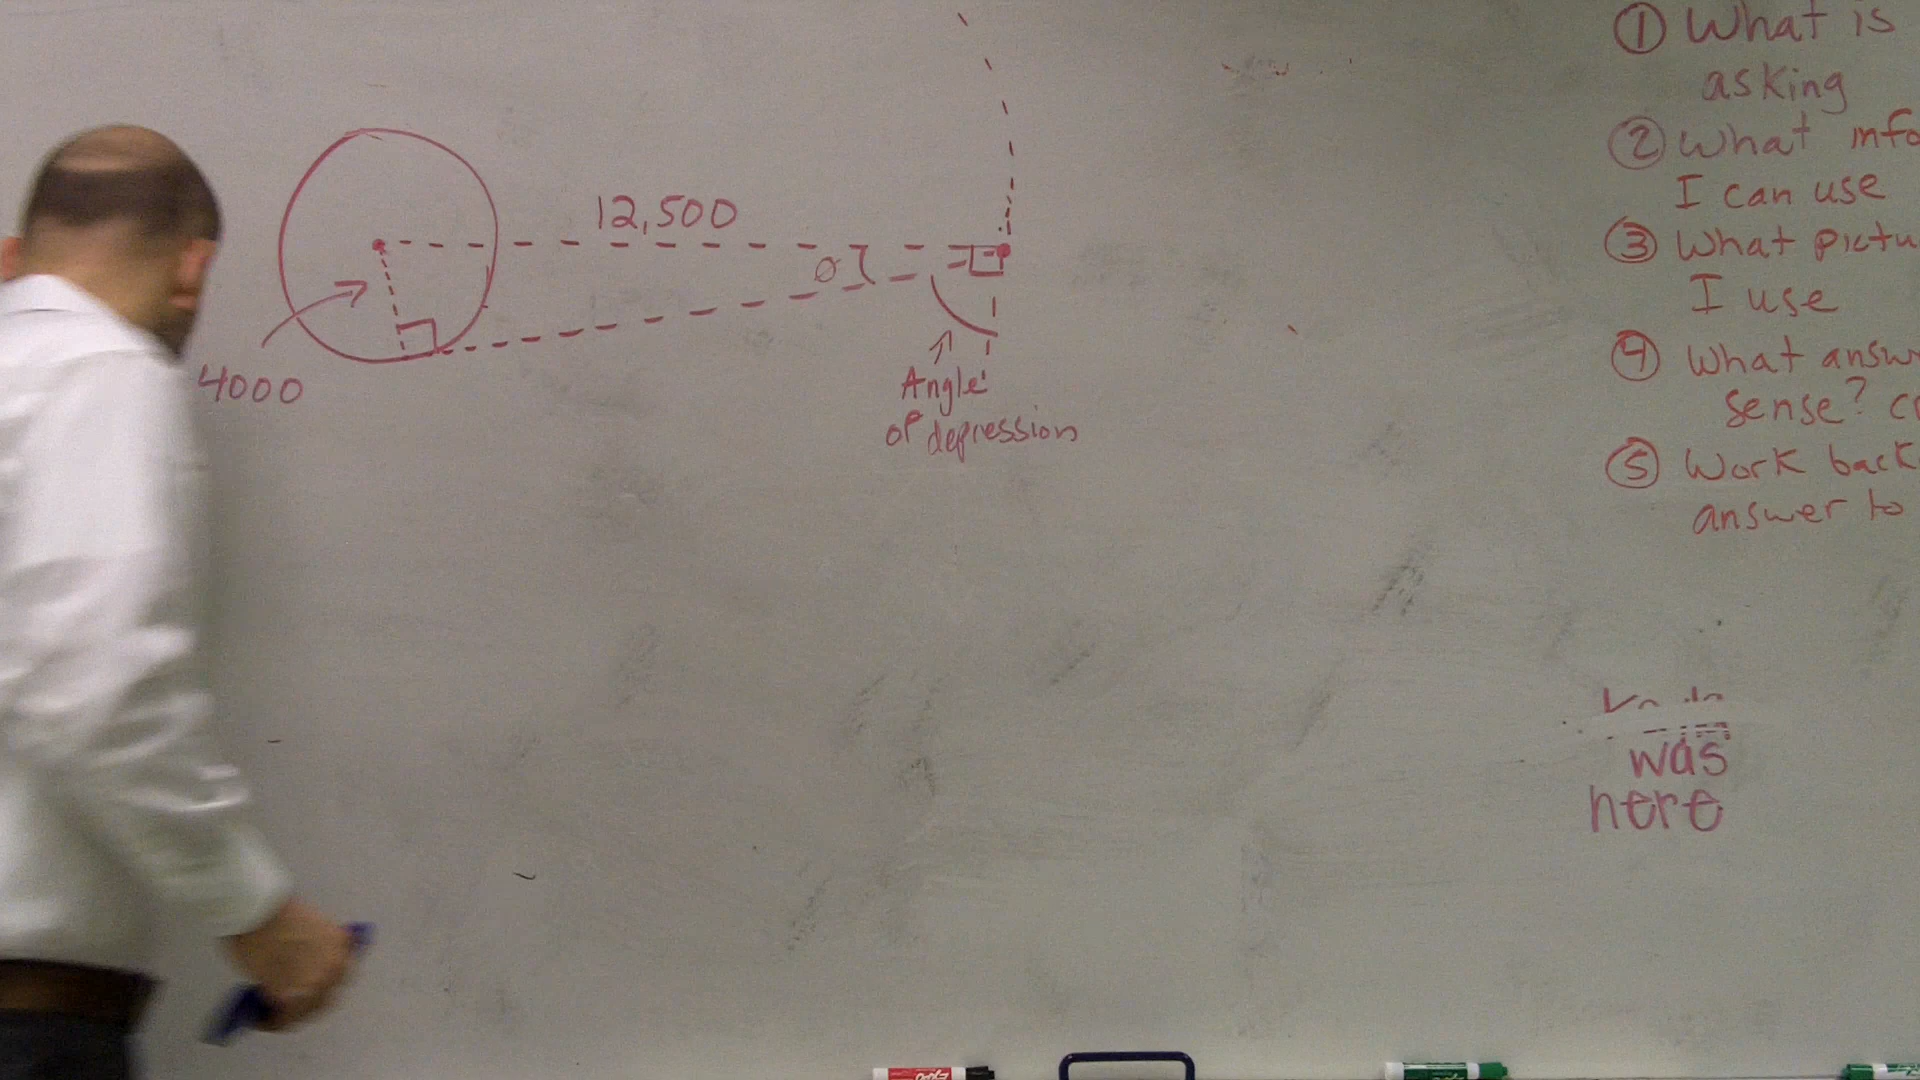 12,500
θ
4000
Angle
of depression
① What is
asking
② What info
I can use
③ What pictu
I use
④ What answ
sense? c
⑤ Work back
answer to
was
here
Expo